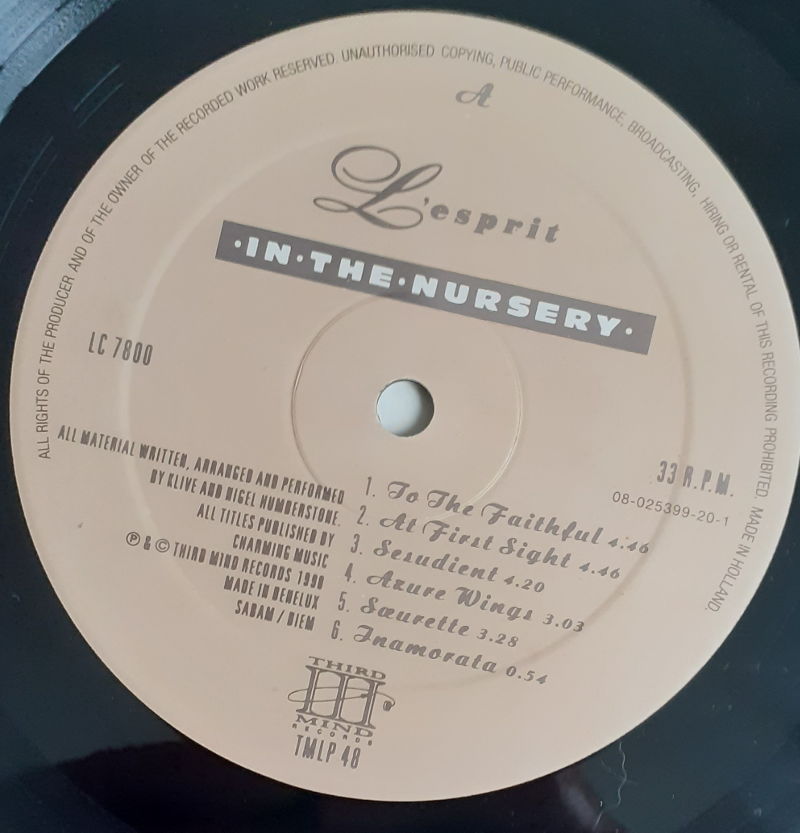 ALL RIGHTS OF THE PRODUCER AND OF THE OWNER OF THE RECORDED WORK RESERVED. UNAUTHORISED COPYING, PUBLIC PERFORMANCE, BROADCASTING, HIRING OR RENTAL OF THIS RECORDING PROHIBITED. MADE IN HOLLAND.
A
L'esprit
·IN·THE·NURSERY·
LC 7800
33 R.P.M.
08-025399-20-1
ALL MATERIAL WRITTEN, ARRANGED AND PERFORMED
BY KLIVE AND NIGEL HUMBERSTONE.
ALL TITLES PUBLISHED BY
CHARMING MUSIC
℗ & © THIRD MIND RECORDS 1990
MADE IN BENELUX
SABAM / BIEM
1. To The Faithful 4.46
2. At First Sight 4.46
3. Sesudient 4.20
4. Azure Wings 3.03
5. Sœurette 3.28
6. Inamorata 0.54
THIRD
III
MIND
RECORDS
TMLP 48